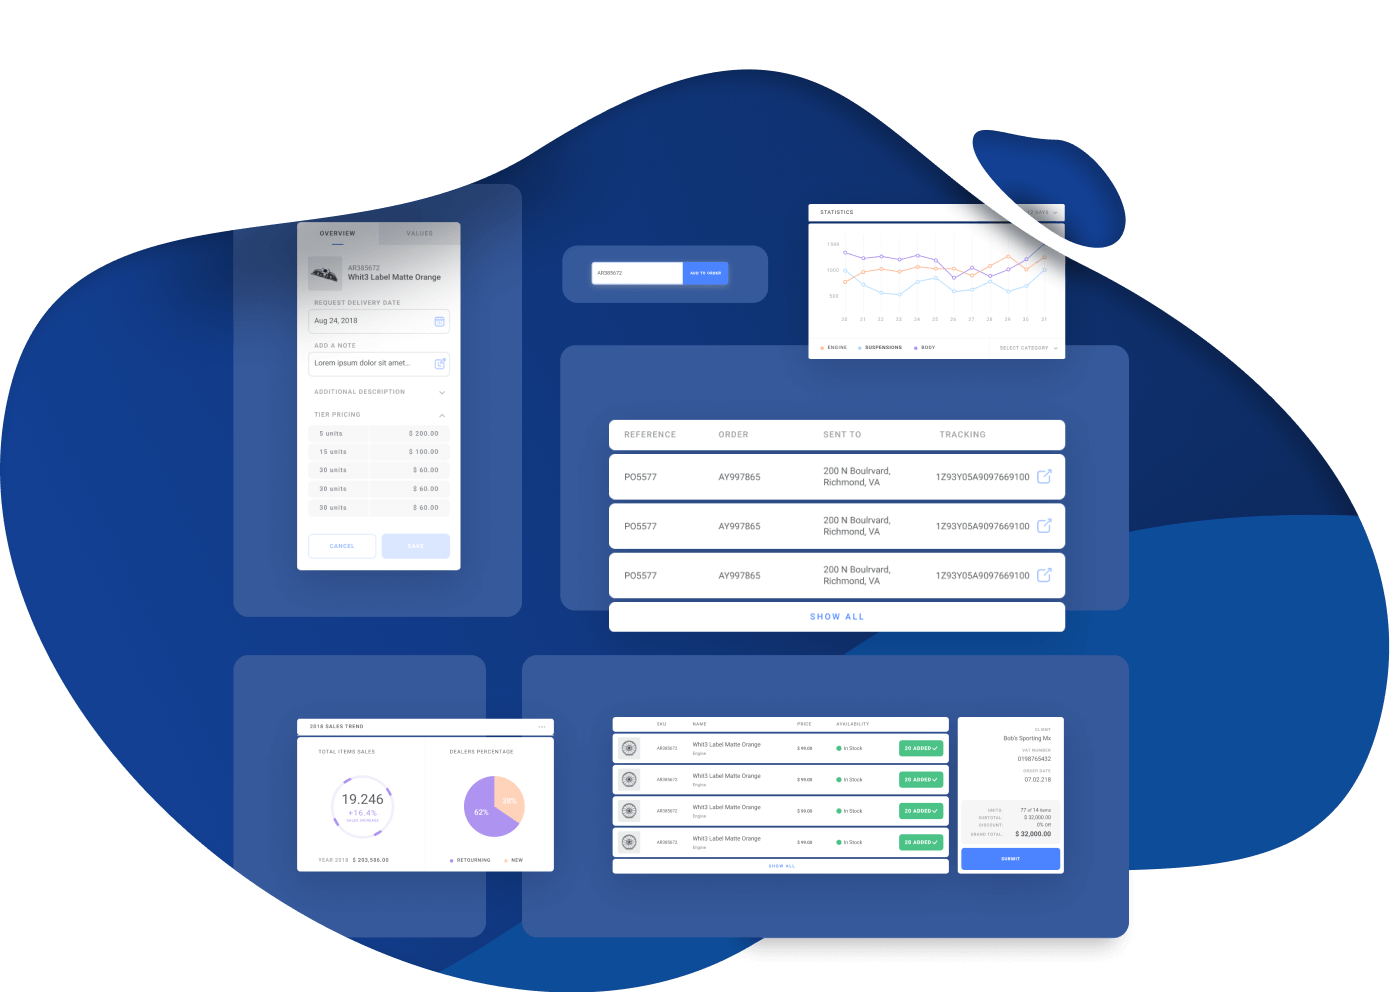 OVERVIEW VALUES
AR385672
Whit3 Label Matte Orange
REQUEST DELIVERY DATE
Aug 24, 2018
ADD A NOTE
Lorem ipsum dolor sit amet...
ADDITIONAL DESCRIPTION
TIER PRICING
5 units $ 200.00
15 units $ 100.00
30 units $ 60.00
30 units $ 60.00
30 units $ 60.00
CANCEL SAVE
AR385672 ADD TO ORDER
STATISTICS DAYS
1500
1000
500
20 21 22 23 24 25 26 27 28 29 30 31
ENGINE SUSPENSIONS BODY SELECT CATEGORY
REFERENCE ORDER SENT TO TRACKING
PO5577 AY997865 200 N Boulrvard,
Richmond, VA 1Z93Y05A9097669100
PO5577 AY997865 200 N Boulrvard,
Richmond, VA 1Z93Y05A9097669100
PO5577 AY997865 200 N Boulrvard,
Richmond, VA 1Z93Y05A9097669100
SHOW ALL
2018 SALES TREND
TOTAL ITEMS SALES
19.246
+16.4%
SALES INCREASE
YEAR 2018 $ 203,586.00
DEALERS PERCENTAGE
62% 38%
RETOURNING NEW
SKU NAME PRICE AVAILABILITY
AR385672 Whit3 Label Matte Orange $ 99.00 In Stock 20 ADDED
Engine
AR385672 Whit3 Label Matte Orange $ 99.00 In Stock 20 ADDED
Engine
AR385672 Whit3 Label Matte Orange $ 99.00 In Stock 20 ADDED
Engine
AR385672 Whit3 Label Matte Orange $ 99.00 In Stock 20 ADDED
Engine
SHOW ALL
CLIENT
Bob's Sporting Mx
VAT NUMBER
0198765432
ORDER DATE
07.02.218
UNITS: 77 of 14 items
SUBTOTAL: $ 32,000.00
DISCOUNT: 0% Off
GRAND TOTAL: $ 32,000.00
SUBMIT